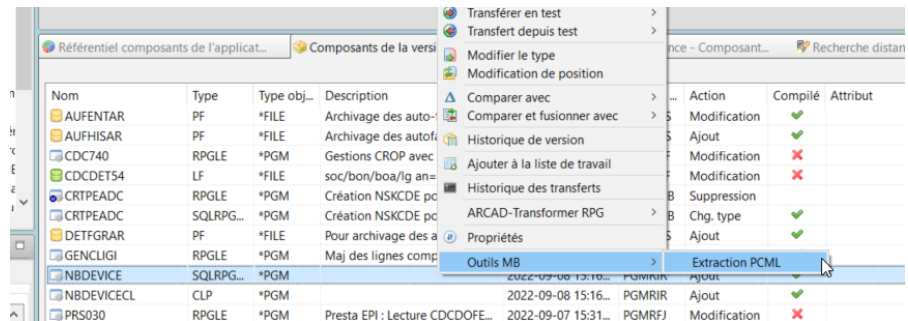 Transférer en test >
Transfert depuis test >
Référentiel composants de l'applicat... Composants de la versi nce - Composant... Recherche distan
Modifier le type
Modification de position
Nom Type Type obj... Description ... Action Compilé Attribut
Comparer avec >
AUFENTAR PF *FILE Archivage des auto- S Modification
Comparer et fusionner avec >
AUFHISAR PF *FILE Archivage des autofa S Ajout
Historique de version
CDC740 RPGLE *PGM Gestions CROP avec Modification
Ajouter à la liste de travail
CDCDET54 LF *FILE soc/bon/boa/lg an= Modification
Historique des transferts
CRTPEADC RPGLE *PGM Création NSKCDE po B Suppression
CRTPEADC SQLRPG... *PGM Création NSKCDE po B Chg. type
ARCAD-Transformer RPG >
DETFGRAR PF *FILE Pour archivage des a S Ajout
Propriétés
GENCLIGI RPGLE *PGM Maj des lignes comp
Outils MB > Extraction PCML
NBDEVICE SQLRPG... *PGM 2022-09-08 15:16... PGMRIR Ajout
NBDEVICECL CLP *PGM 2022-09-08 15:16... PGMRIR Ajout
PRS030 RPGLE *PGM Presta EPI : Lecture CDCDOFE... 2022-09-07 15:31... PGMRFJ Modification